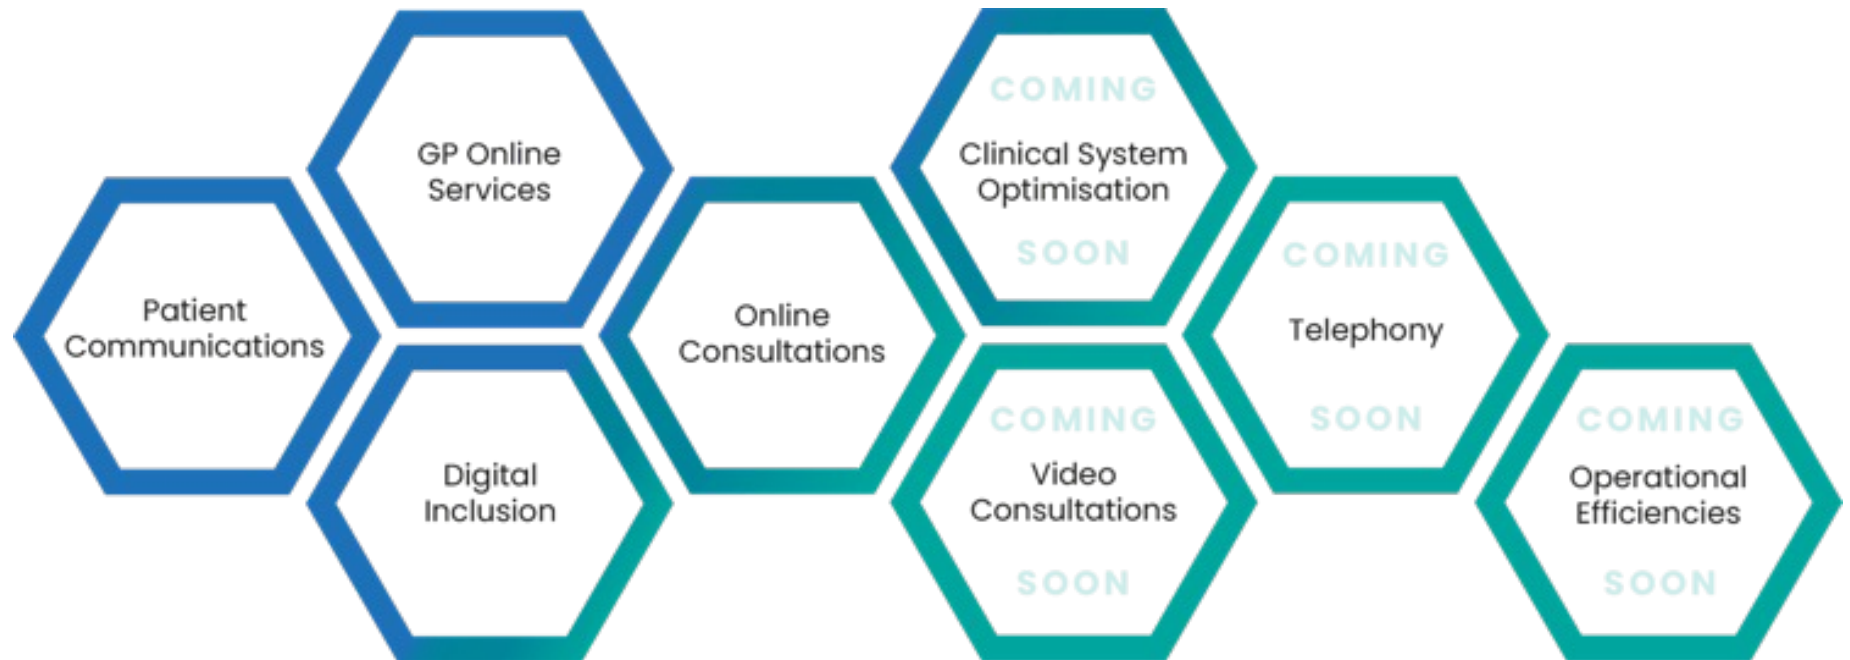 Patient
Communications
GP Online
Services
Digital
Inclusion
Online
Consultations
COMING
Clinical System
Optimisation
SOON
COMING
Video
Consultations
SOON
COMING
Telephony
SOON
COMING
Operational
Efficiencies
SOON